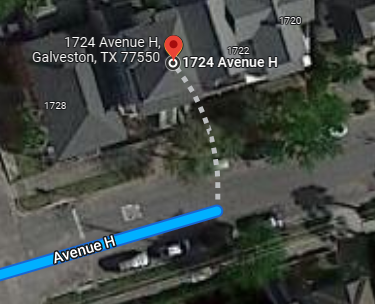 1720
1724 Avenue H,
Galveston, TX 77550
1722
1724 Avenue H
1728
Avenue H